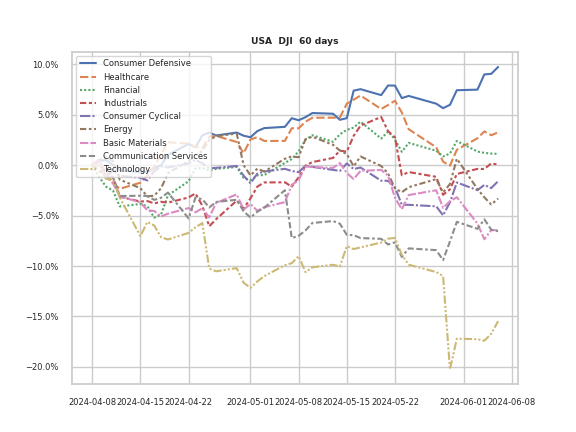 USA DJI 60 days
10.0%
5.0%
0.0%
−5.0%
−10.0%
−15.0%
−20.0%
Consumer Defensive
Healthcare
Financial
Industrials
Consumer Cyclical
Energy
Basic Materials
Communication Services
Technology
2024-04-08 2024-04-15 2024-04-22 2024-05-01 2024-05-08 2024-05-15 2024-05-22 2024-06-01 2024-06-08